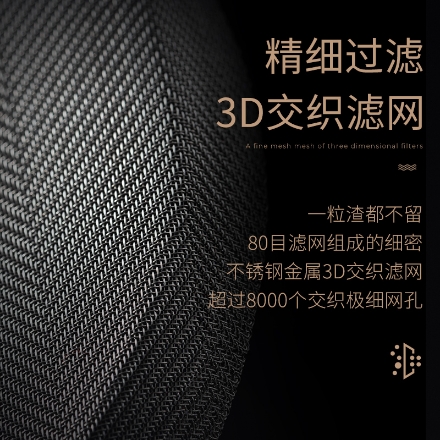 精细过滤
3D交织滤网
A fine mesh mesh of three dimensional filters
一粒渣都不留
80目滤网组成的细密
不锈钢金属3D交织滤网
超过8000个交织极细网孔